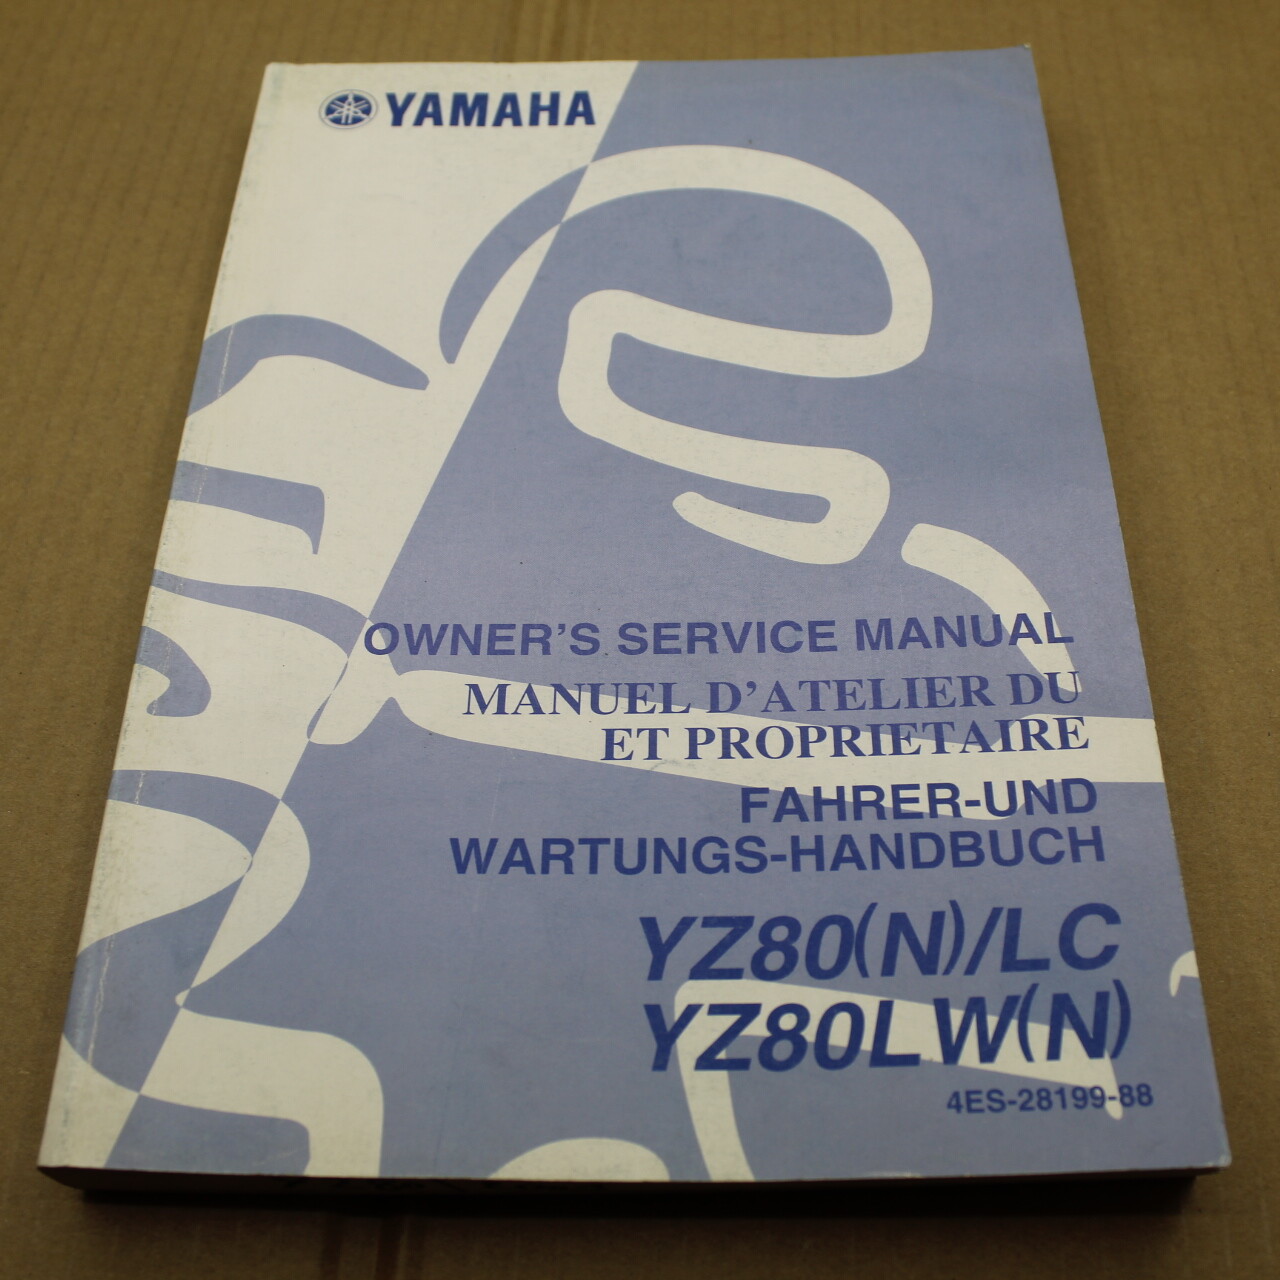 YAMAHA
OWNER'S SERVICE MANUAL
MANUEL D'ATELIER DU
ET PROPRIETAIRE
FAHRER-UND
WARTUNGS-HANDBUCH
YZ80(N)/LC
YZ80LW(N)
4ES-28199-88